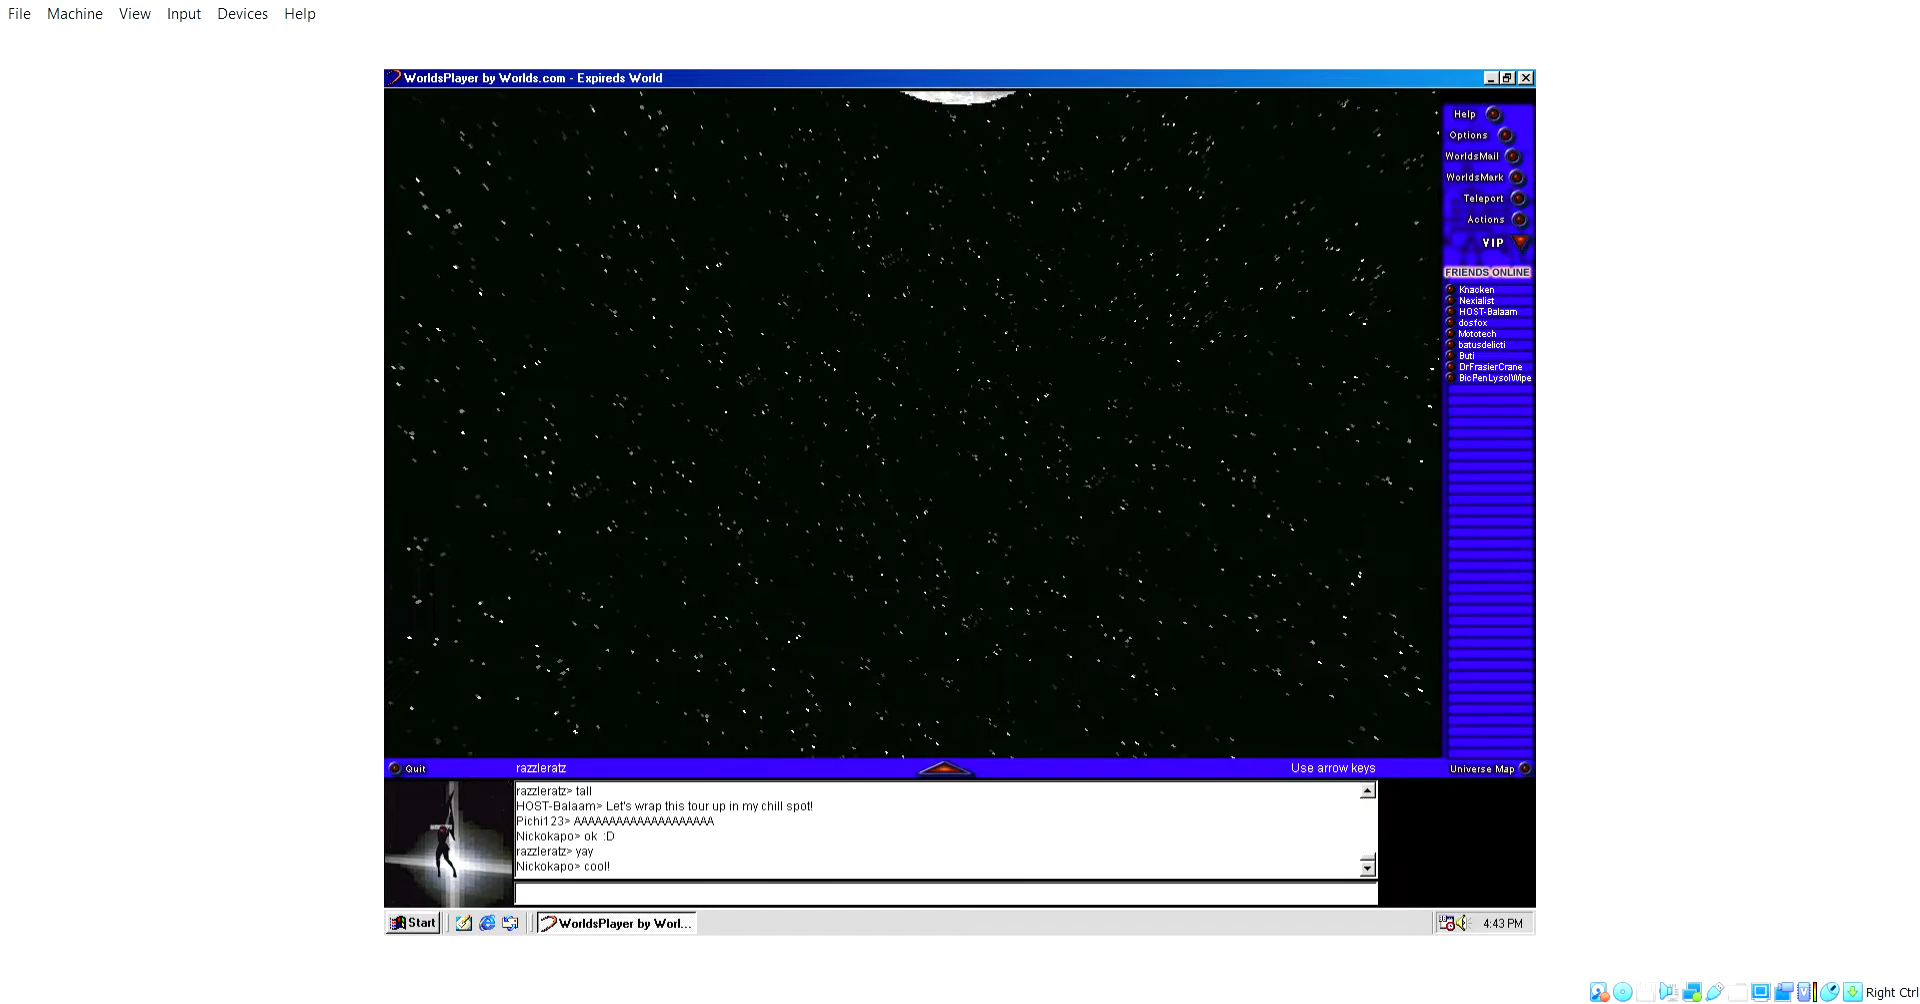 File Machine View Input Devices Help
WorldsPlayer by Worlds.com - Expireds World
Help
Options
WorldsMail
WorldsMark
Teleport
Actions
VIP
FRIENDS ONLINE
Knacken
Nexialist
HOST-Balaam
dosfox
Mototech
batusdelicti
Buti
DrFrasierCrane
BicPenLysolWipe
Quit razzleratz Use arrow keys Universe Map
razzleratz> tall
HOST-Balaam> Let's wrap this tour up in my chill spot!
Pichi123> AAAAAAAAAAAAAAAAAAAA
Nickokapo> ok :D
razzleratz> yay
Nickokapo> cool!
Start WorldsPlayer by Worl... 4:43 PM
Right Ctrl